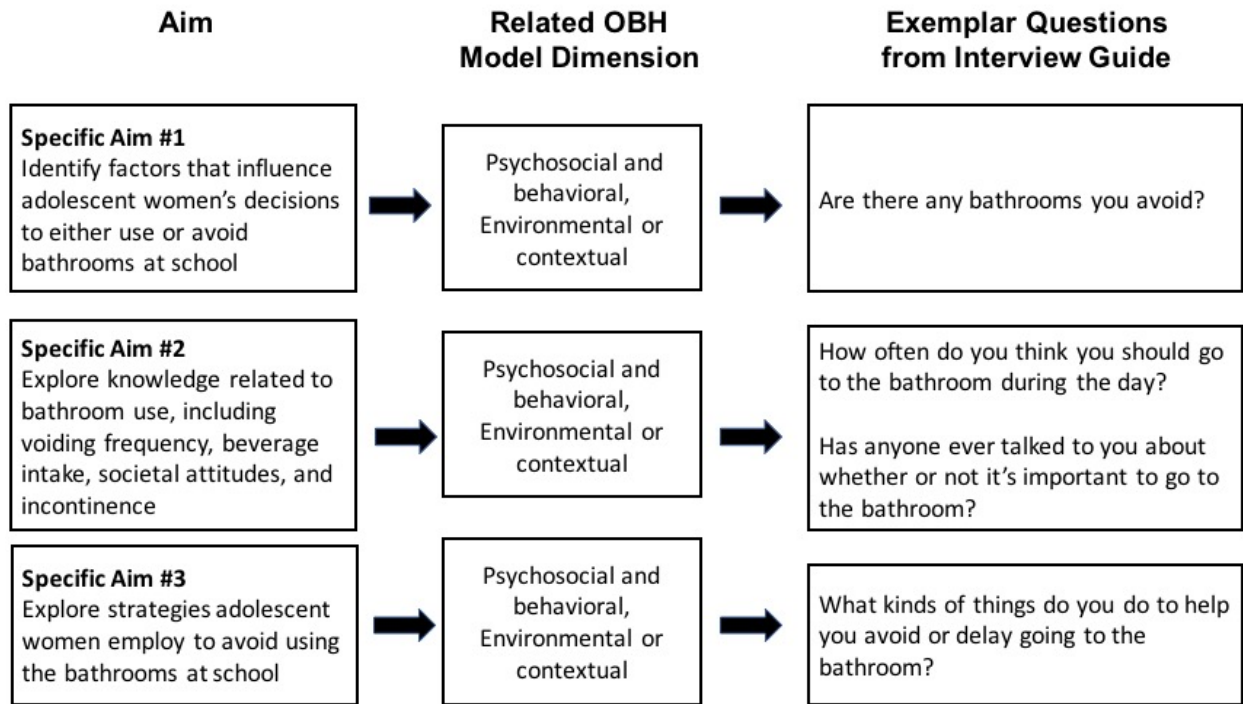 Aim
Related OBH
Model Dimension
Exemplar Questions
from Interview Guide
Specific Aim #1
Identify factors that influence
adolescent women’s decisions
to either use or avoid
bathrooms at school
Psychosocial and
behavioral,
Environmental or
contextual
Are there any bathrooms you avoid?
Specific Aim #2
Explore knowledge related to
bathroom use, including
voiding frequency, beverage
intake, societal attitudes, and
incontinence
Psychosocial and
behavioral,
Environmental or
contextual
How often do you think you should go
to the bathroom during the day?
Has anyone ever talked to you about
whether or not it’s important to go to
the bathroom?
Specific Aim #3
Explore strategies adolescent
women employ to avoid using
the bathrooms at school
Psychosocial and
behavioral,
Environmental or
contextual
What kinds of things do you do to help
you avoid or delay going to the
bathroom?